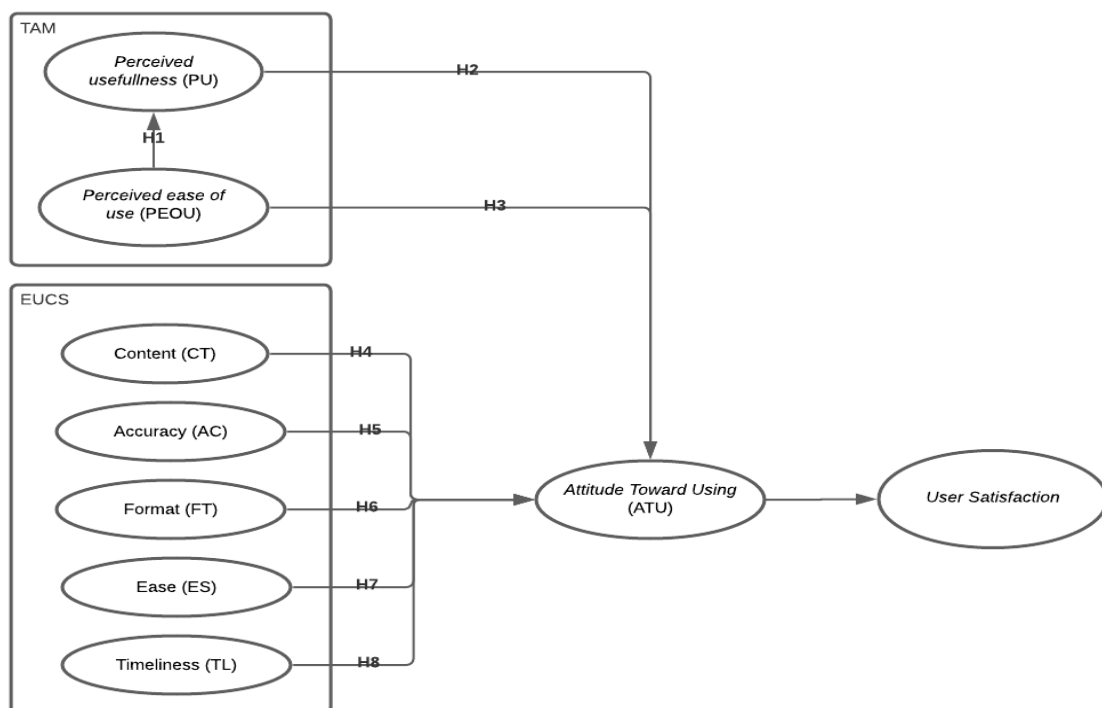 TAM
Perceived
usefullness (PU)
H2
H1
Perceived ease of
use (PEOU)
H3
EUCS
Content (CT)
H4
Accuracy (AC)
H5
Format (FT)
H6
Attitude Toward Using
(ATU)
User Satisfaction
Ease (ES)
H7
Timeliness (TL)
H8